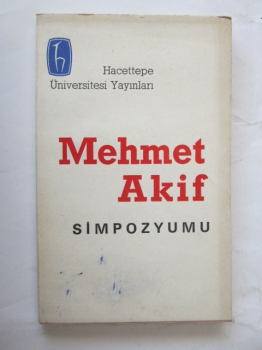 Hacettepe
Üniversitesi Yayınları
Mehmet
Akif
SİMPOZYUMU